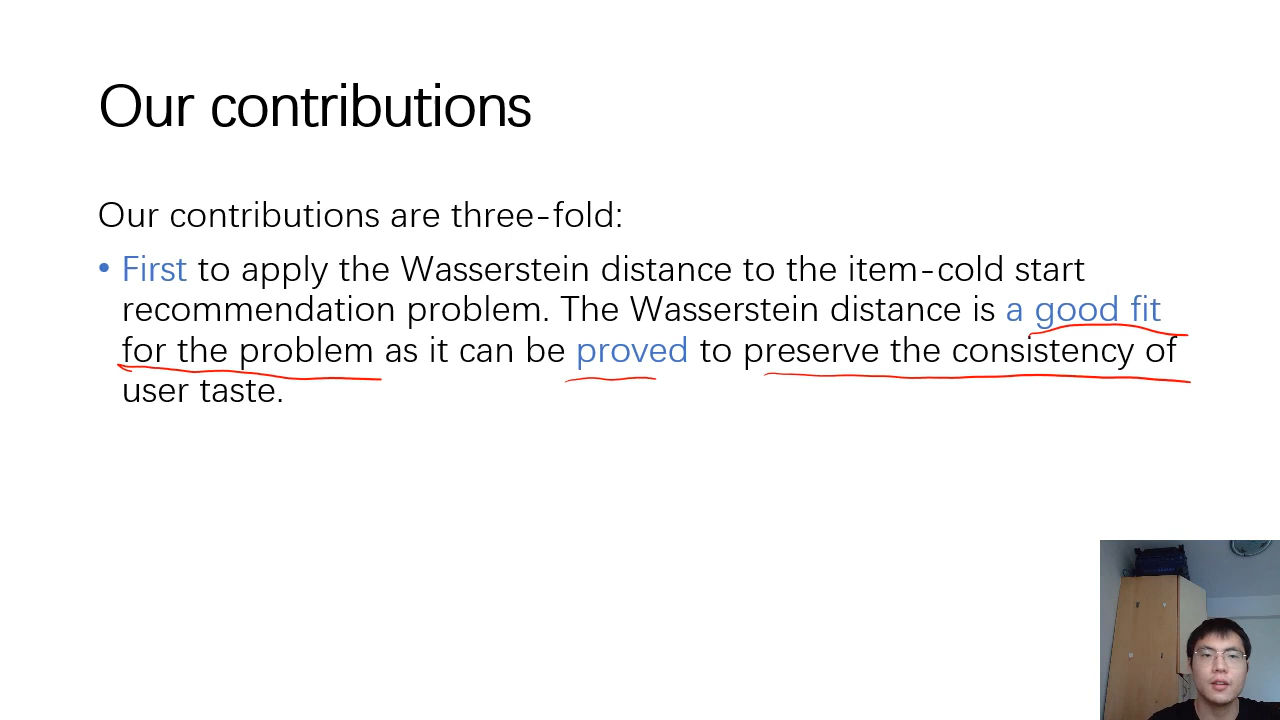 Our contributions
Our contributions are three-fold:
• First to apply the Wasserstein distance to the item-cold start
recommendation problem. The Wasserstein distance is a good fit
for the problem as it can be proved to preserve the consistency of
user taste.